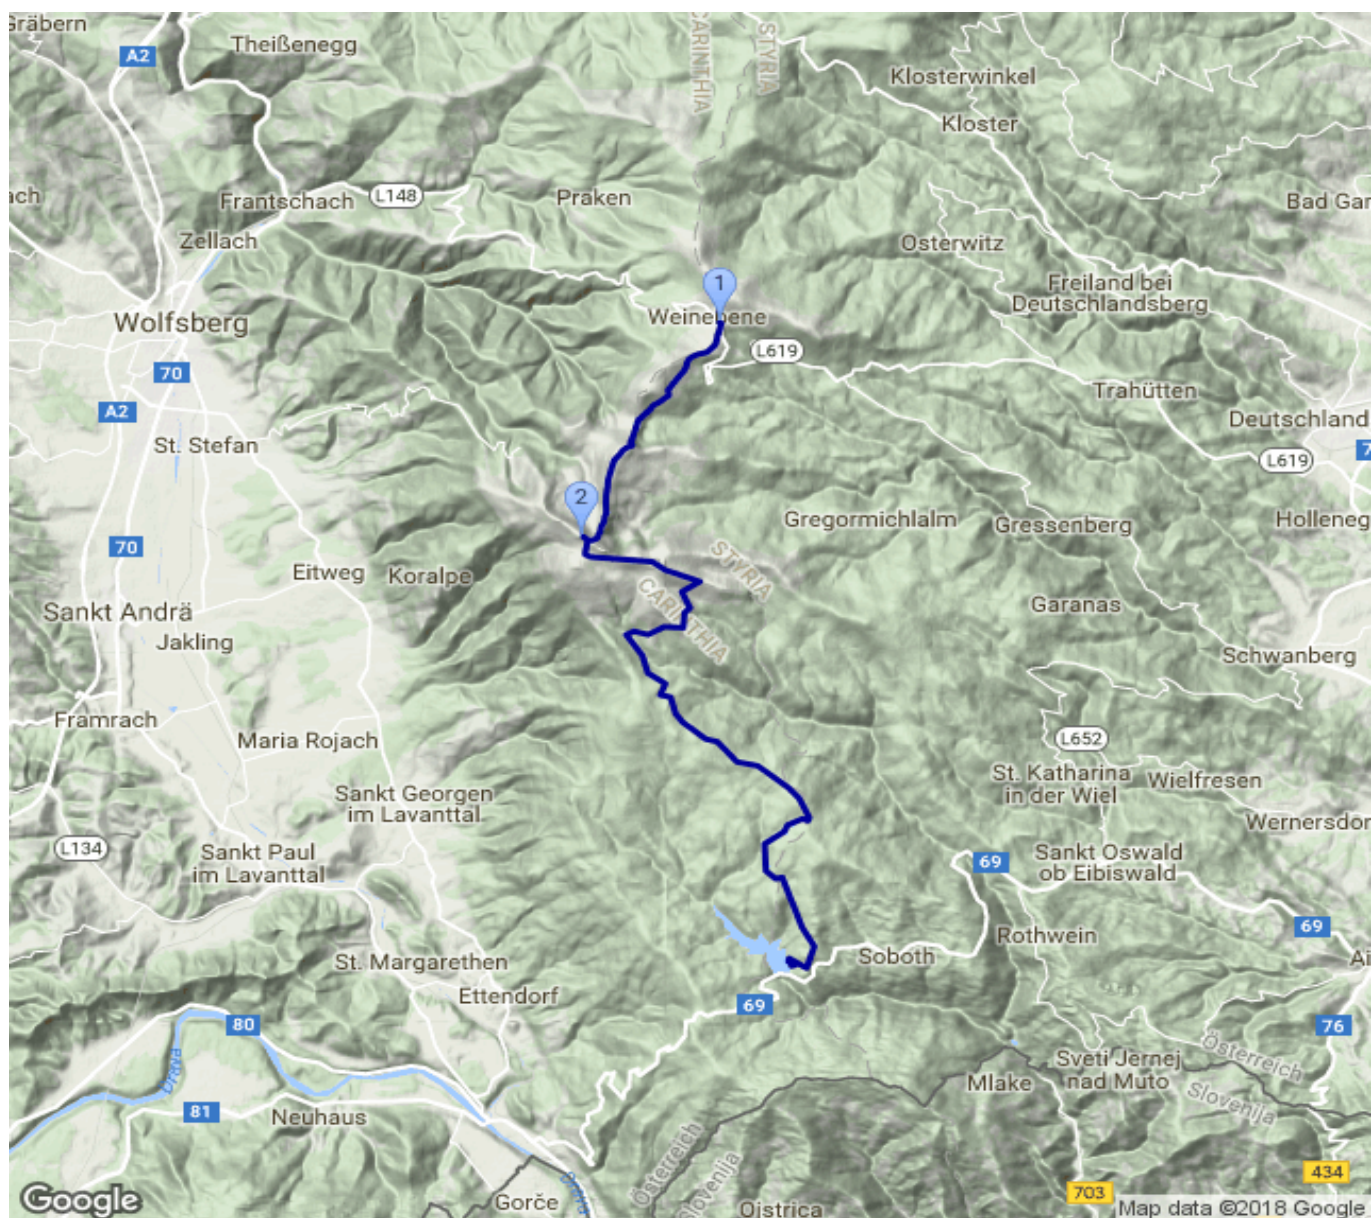 Gräbern
Theißenegg
A2
CARINTHIA
STYRIA
Klosterwinkel
Kloster
ach
Frantschach
L148
Praken
Bad Gar
Zellach
Osterwitz
1
Freiland bei
Deutschlandsberg
Wolfsberg
Weinebene
L619
70
Trahütten
A2
Deutschland
7
St. Stefan
L619
2
Gregormichlalm
Gressenberg
Holleneg
70
Eitweg
Koralpe
STYRIA
CARINTHIA
Sankt Andrä
Garanas
Jakling
Schwanberg
Framrach
Maria Rojach
L652
St. Katharina
in der Wiel
Wielfresen
Sankt Georgen
im Lavanttal
Wernersdor
L134
Sankt Paul
im Lavanttal
69
Sankt Oswald
ob Eibiswald
69
Rothwein
St. Margarethen
Soboth
Ai
Ettendorf
69
80
76
Drava
Sveti Jernej
nad Muto
Österreich
Slovenija
Mlake
81
Neuhaus
Österreich
Slovenija
Drava
434
Google
Gorče
Ojstrica
703
Map data ©2018 Google